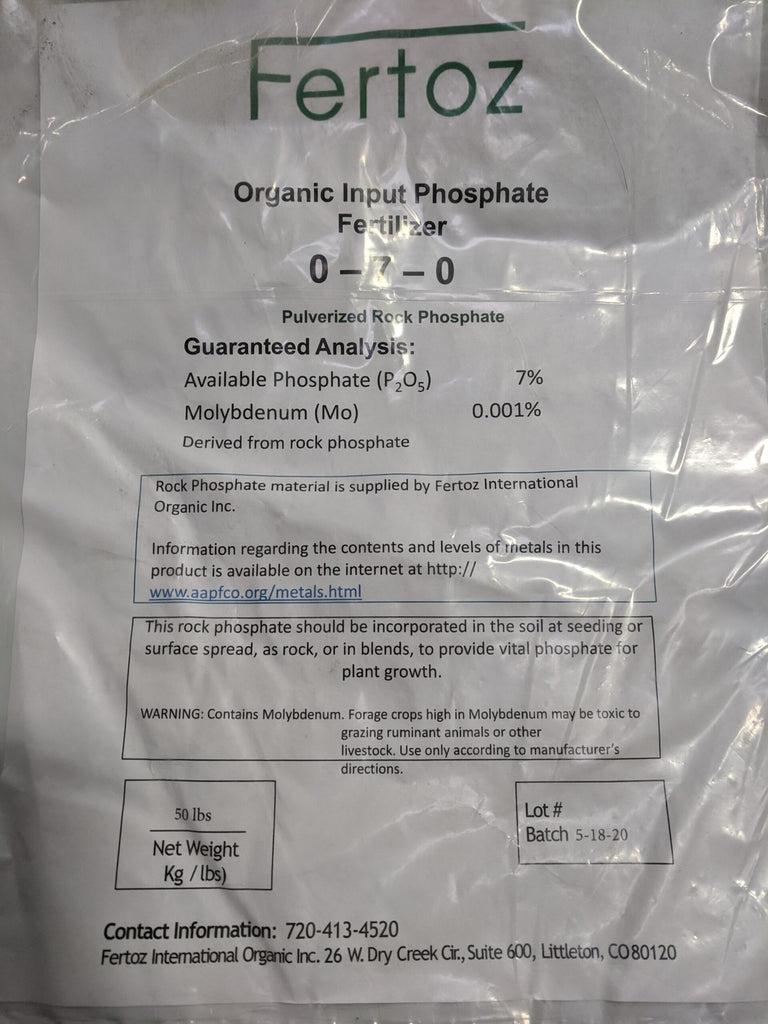 Fertoz
Organic Input Phosphate
Fertilizer
0 – 7 – 0
Pulverized Rock Phosphate
Guaranteed Analysis:
Available Phosphate (P₂O₅) 7%
Molybdenum (Mo) 0.001%
Derived from rock phosphate
Rock Phosphate material is supplied by Fertoz International
Organic Inc.
Information regarding the contents and levels of metals in this
product is available on the internet at http://
www.aapfco.org/metals.html
This rock phosphate should be incorporated in the soil at seeding or
surface spread, as rock, or in blends, to provide vital phosphate for
plant growth.
WARNING: Contains Molybdenum. Forage crops high in Molybdenum may be toxic to
grazing ruminant animals or other
livestock. Use only according to manufacturer's
directions.
50 lbs
Net Weight
Kg / lbs)
Lot #
Batch 5-18-20
Contact Information: 720-413-4520
Fertoz International Organic Inc. 26 W. Dry Creek Cir., Suite 600, Littleton, CO80120